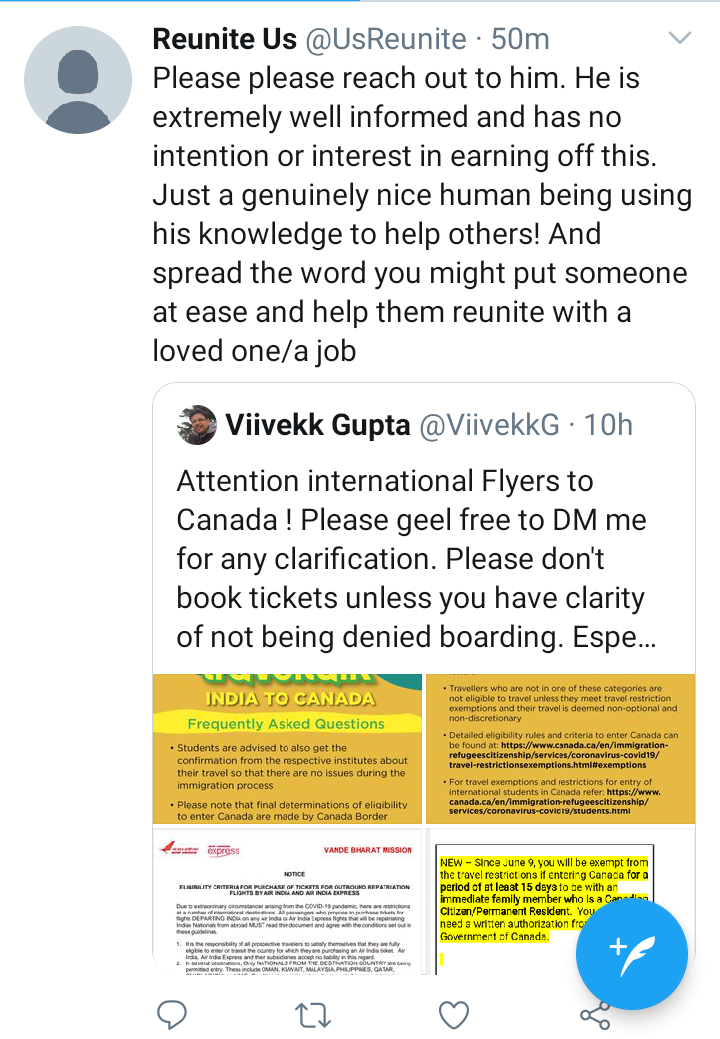 Reunite Us @UsReunite · 50m
Please please reach out to him. He is
extremely well informed and has no
intention or interest in earning off this.
Just a genuinely nice human being using
his knowledge to help others! And
spread the word you might put someone
at ease and help them reunite with a
loved one/a job
Viivekk Gupta @ViivekkG · 10h
Attention international Flyers to
Canada ! Please geel free to DM me
for any clarification. Please don't
book tickets unless you have clarity
of not being denied boarding. Espe...
INDIA TO CANADA
Frequently Asked Questions
• Students are advised to also get the
confirmation from the respective institutes about
their travel so that there are no issues during the
immigration process
• Please note that final determinations of eligibility
to enter Canada are made by Canada Border
• Travellers who are not in one of these categories are
not eligible to travel unless they meet travel restriction
exemptions and their travel is deemed non-optional and
non-discretionary
• Detailed eligibility rules and criteria to enter Canada can
be found at: https://www.canada.ca/en/immigration-
refugeescitizenship/services/coronavirus-covid19/
travel-restrictionsexemptions.html#exemptions
• For travel exemptions and restrictions for entry of
international students in Canada refer: https://www.
canada.ca/en/immigration-refugeescitizenship/
services/coronavirus-covid19/students.html
express
VANDE BHARAT MISSION
NOTICE
ELIGIBILITY CRITERIA FOR PURCHASE OF TICKETS FOR OUTBOUND REPATRIATION
FLIGHTS BY AIR INDIA AND AIR INDIA EXPRESS
Due to extraordinary circumstances arising from the COVID-19 pandemic, there are restrictions
at a number of international destinations. All passengers who propose to purchase tickets for
flights DEPARTING INDIA on any Air India or Air India Express flights that will be repatriating
Indian Nationals from abroad MUST read this document and agree with the conditions set out in
these guidelines.
1. It is the responsibility of all prospective travelers to satisfy themselves that they are fully
eligible to enter or transit the country for which they are purchasing an Air India ticket. Air
India, Air India Express and their subsidiaries accept no liability in this regard.
2. In several destinations, Only NATIONALS FROM THE DESTINATION COUNTRY are being
permitted entry. These include OMAN, KUWAIT, MALAYSIA, PHILIPPINES, QATAR,
NEW – Since June 9, you will be exempt from
the travel restrictions if entering Canada for a
period of at least 15 days to be with an
immediate family member who is a Canadian
Citizen/Permanent Resident. You
need a written authorization from
Government of Canada.